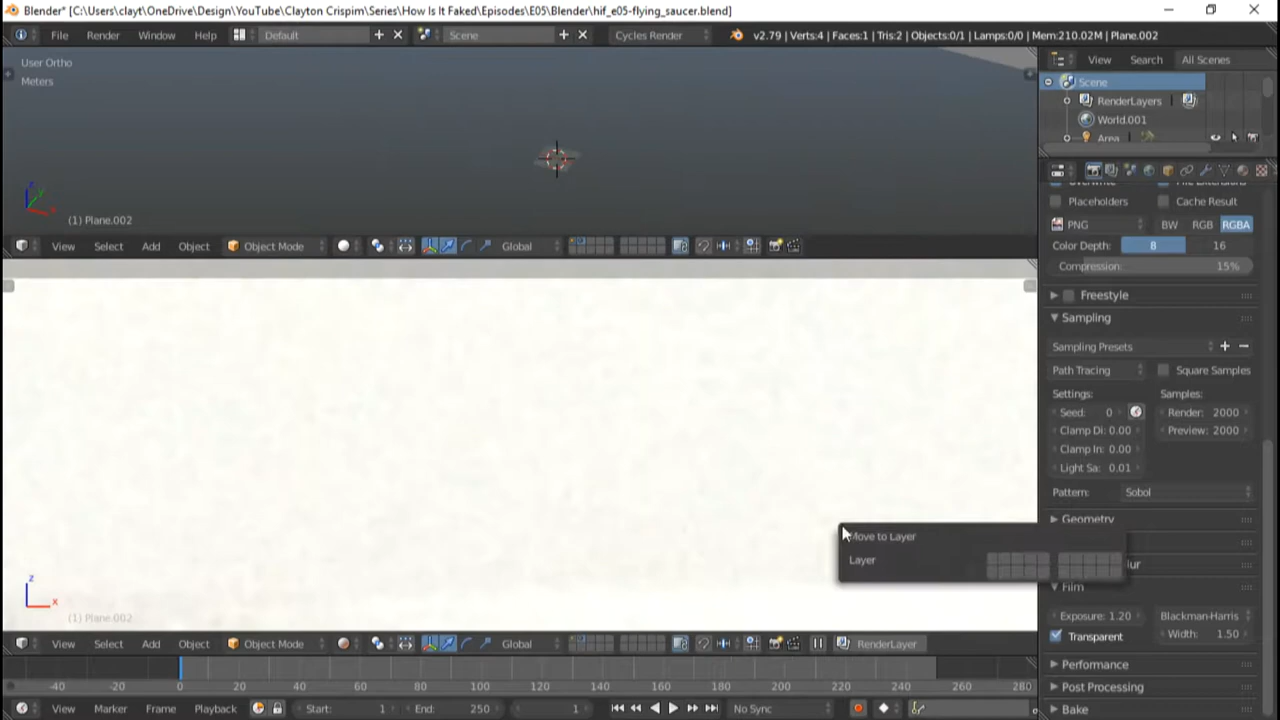 Blender* [C:\Users\clayt\OneDrive\Design\YouTube\Clayton Crispim\Series\How Is It Faked\Episodes\E05\Blender\hif_e05-flying_saucer.blend]
File Render Window Help Default Scene Cycles Render v2.79 | Verts:4 | Faces:1 | Tris:2 | Objects:0/1 | Lamps:0/0 | Mem:210.02M | Plane.002
User Ortho
Meters
(1) Plane.002
View Select Add Object Object Mode Global
(1) Plane.002
View Select Add Object Object Mode Global RenderLayer
-40 -20 0 20 40 60 80 100 120 140 160 180 200 220 240 260 280
View Marker Frame Playback Start: 1 End: 250 1 No Sync
Move to Layer
Layer
View Search All Scenes
Scene
RenderLayers
World.001
Area
Overwrite File Extensions
Placeholders Cache Result
PNG BW RGB RGBA
Color Depth: 8 16
Compression: 15%
Freestyle
Sampling
Sampling Presets
Path Tracing Square Samples
Settings: Samples:
Seed: 0 Render: 2000
Clamp Di: 0.00 Preview: 2000
Clamp In: 0.00
Light Sa: 0.01
Pattern: Sobol
Geometry
lur
Film
Exposure: 1.20 Blackman-Harris
Transparent Width: 1.50
Performance
Post Processing
Bake